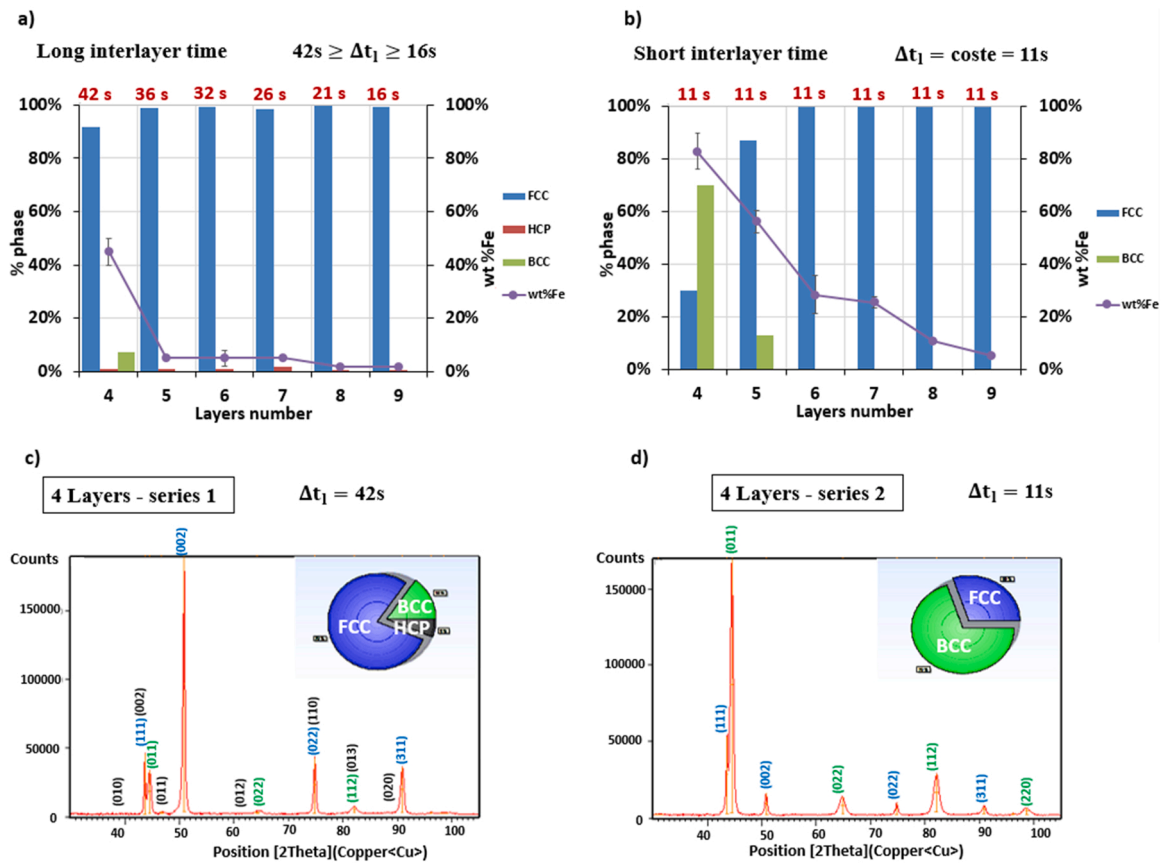 a)
Long interlayer time 42s ≥ Δt₁ ≥ 16s
42 s 36 s 32 s 26 s 21 s 16 s
100% 100%
80% 80%
60% 60%
40% 40%
20% 20%
0% 0%
% phase
wt %Fe
FCC
HCP
BCC
wt%Fe
4 5 6 7 8 9
Layers number
b)
Short interlayer time Δt₁ = coste = 11s
11 s 11 s 11 s 11 s 11 s 11 s
100% 100%
80% 80%
60% 60%
40% 40%
20% 20%
0% 0%
% phase
wt %Fe
FCC
BCC
wt%Fe
4 5 6 7 8 9
Layers number
c)
4 Layers - series 1 Δt₁ = 42s
Counts
150000
100000
50000
0
(010)
(111) (002)
(011)
(011)
(002)
(012)
(022)
(022) (110)
(112) (013)
(020)
(311)
FCC
BCC
HCP
40 50 60 70 80 90 100
Position [2Theta](Copper<Cu>)
d)
4 Layers - series 2 Δt₁ = 11s
Counts
150000
100000
50000
0
(111)
(011)
(002)
(022)
(022)
(112)
(311)
(220)
FCC
BCC
40 50 60 70 80 90 100
Position [2Theta](Copper<Cu>)